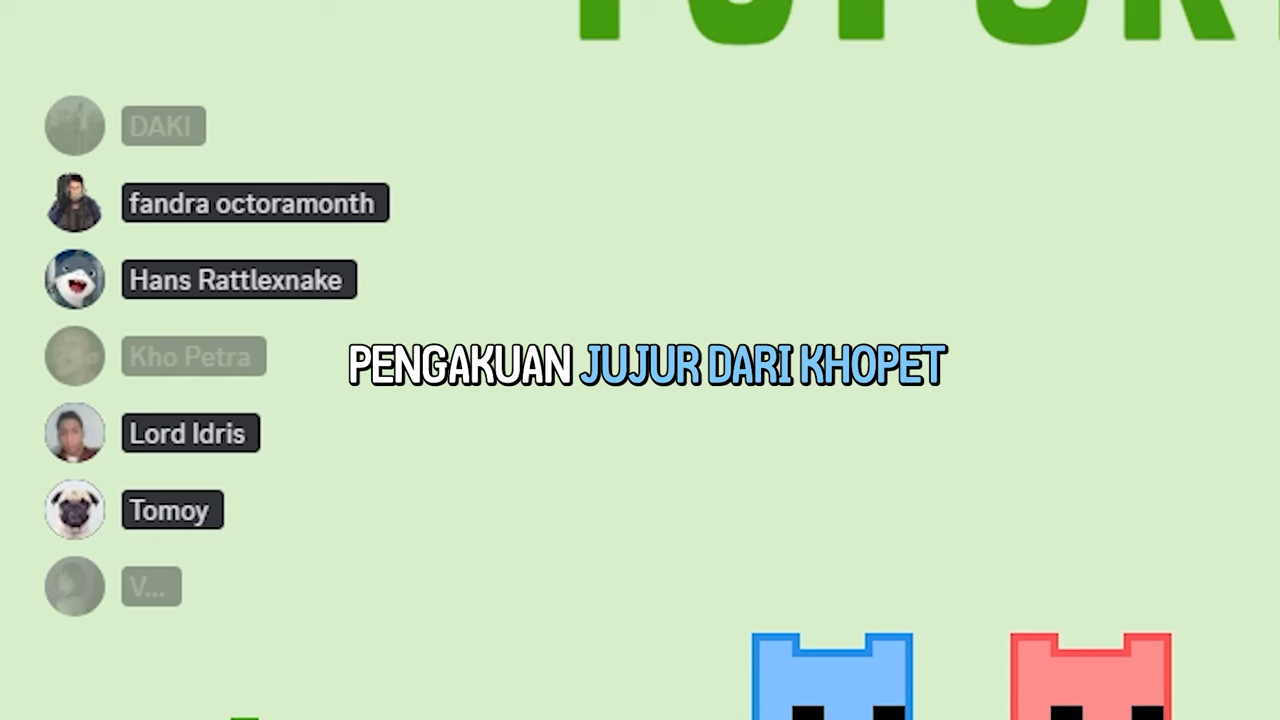 DAKI
fandra octoramonth
Hans Rattlexnake
Kho Petra
PENGAKUAN JUJUR DARI KHOPET
Lord Idris
Tomoy
V...